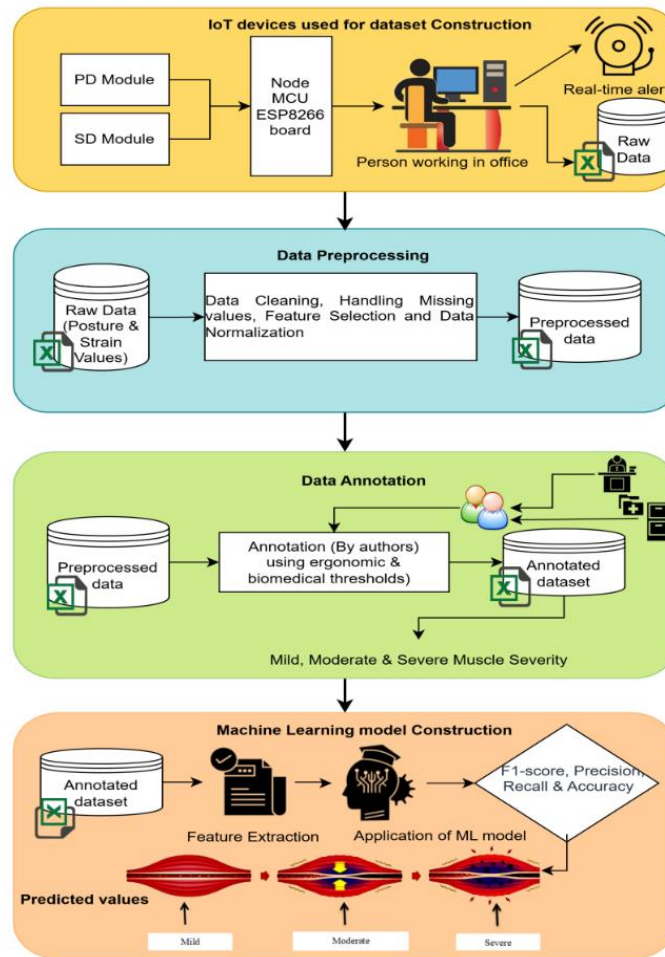 IoT devices used for dataset Construction
PD Module
SD Module
Node
MCU
ESP8266
board
Person working in office
Real-time alert
Raw
Data
Data Preprocessing
Raw Data
(Posture &
Strain
Values)
Data Cleaning, Handling Missing
values, Feature Selection and Data
Normalization
Preprocessed
data
Data Annotation
Preprocessed
data
Annotation (By authors)
using ergonomic &
biomedical thresholds)
Annotated
dataset
Mild, Moderate & Severe Muscle Severity
Machine Learning model Construction
Annotated
dataset
Feature Extraction
Application of ML model
F1-score, Precision,
Recall & Accuracy
Predicted values
Mild
Moderate
Severe